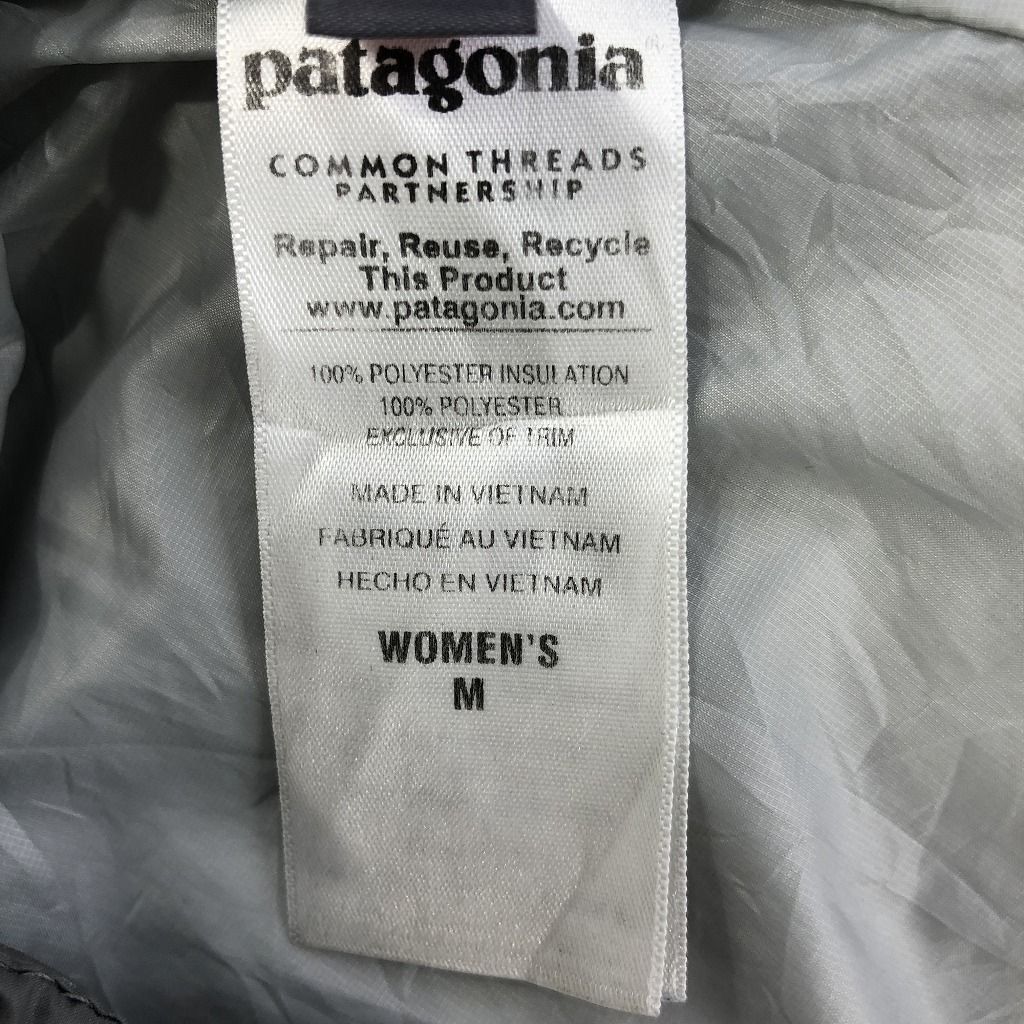 patagonia®
COMMON THREADS
PARTNERSHIP
Repair, Reuse, Recycle
This Product
www.patagonia.com
100% POLYESTER INSULATION
100% POLYESTER
EXCLUSIVE OF TRIM
MADE IN VIETNAM
FABRIQUÉ AU VIETNAM
HECHO EN VIETNAM
WOMEN'S
M